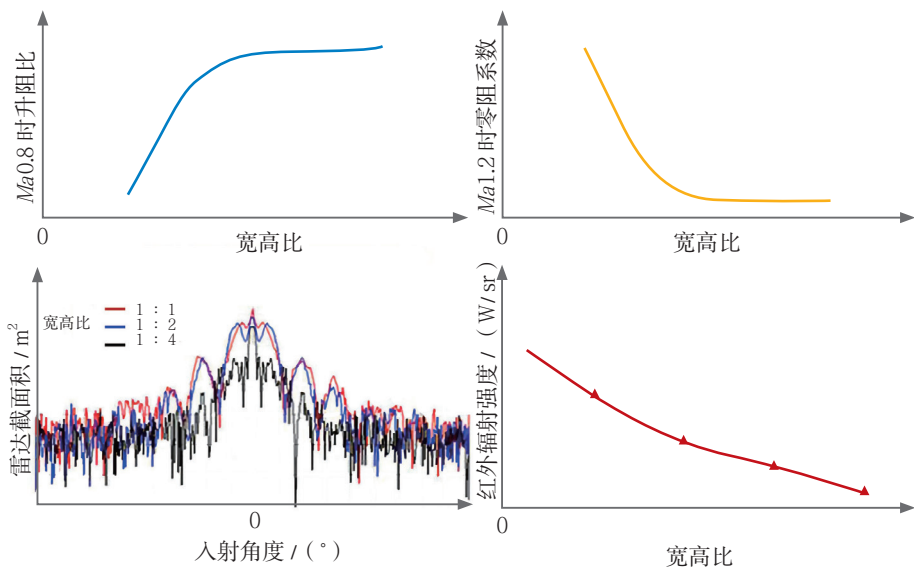 Ma0.8 时升阻比
0
宽高比
Ma1.2 时零阻系数
0
宽高比
雷达截面积 / m²
宽高比
1 : 1
1 : 2
1 : 4
0
入射角度 / (°)
红外辐射强度 / (W/sr)
0
宽高比